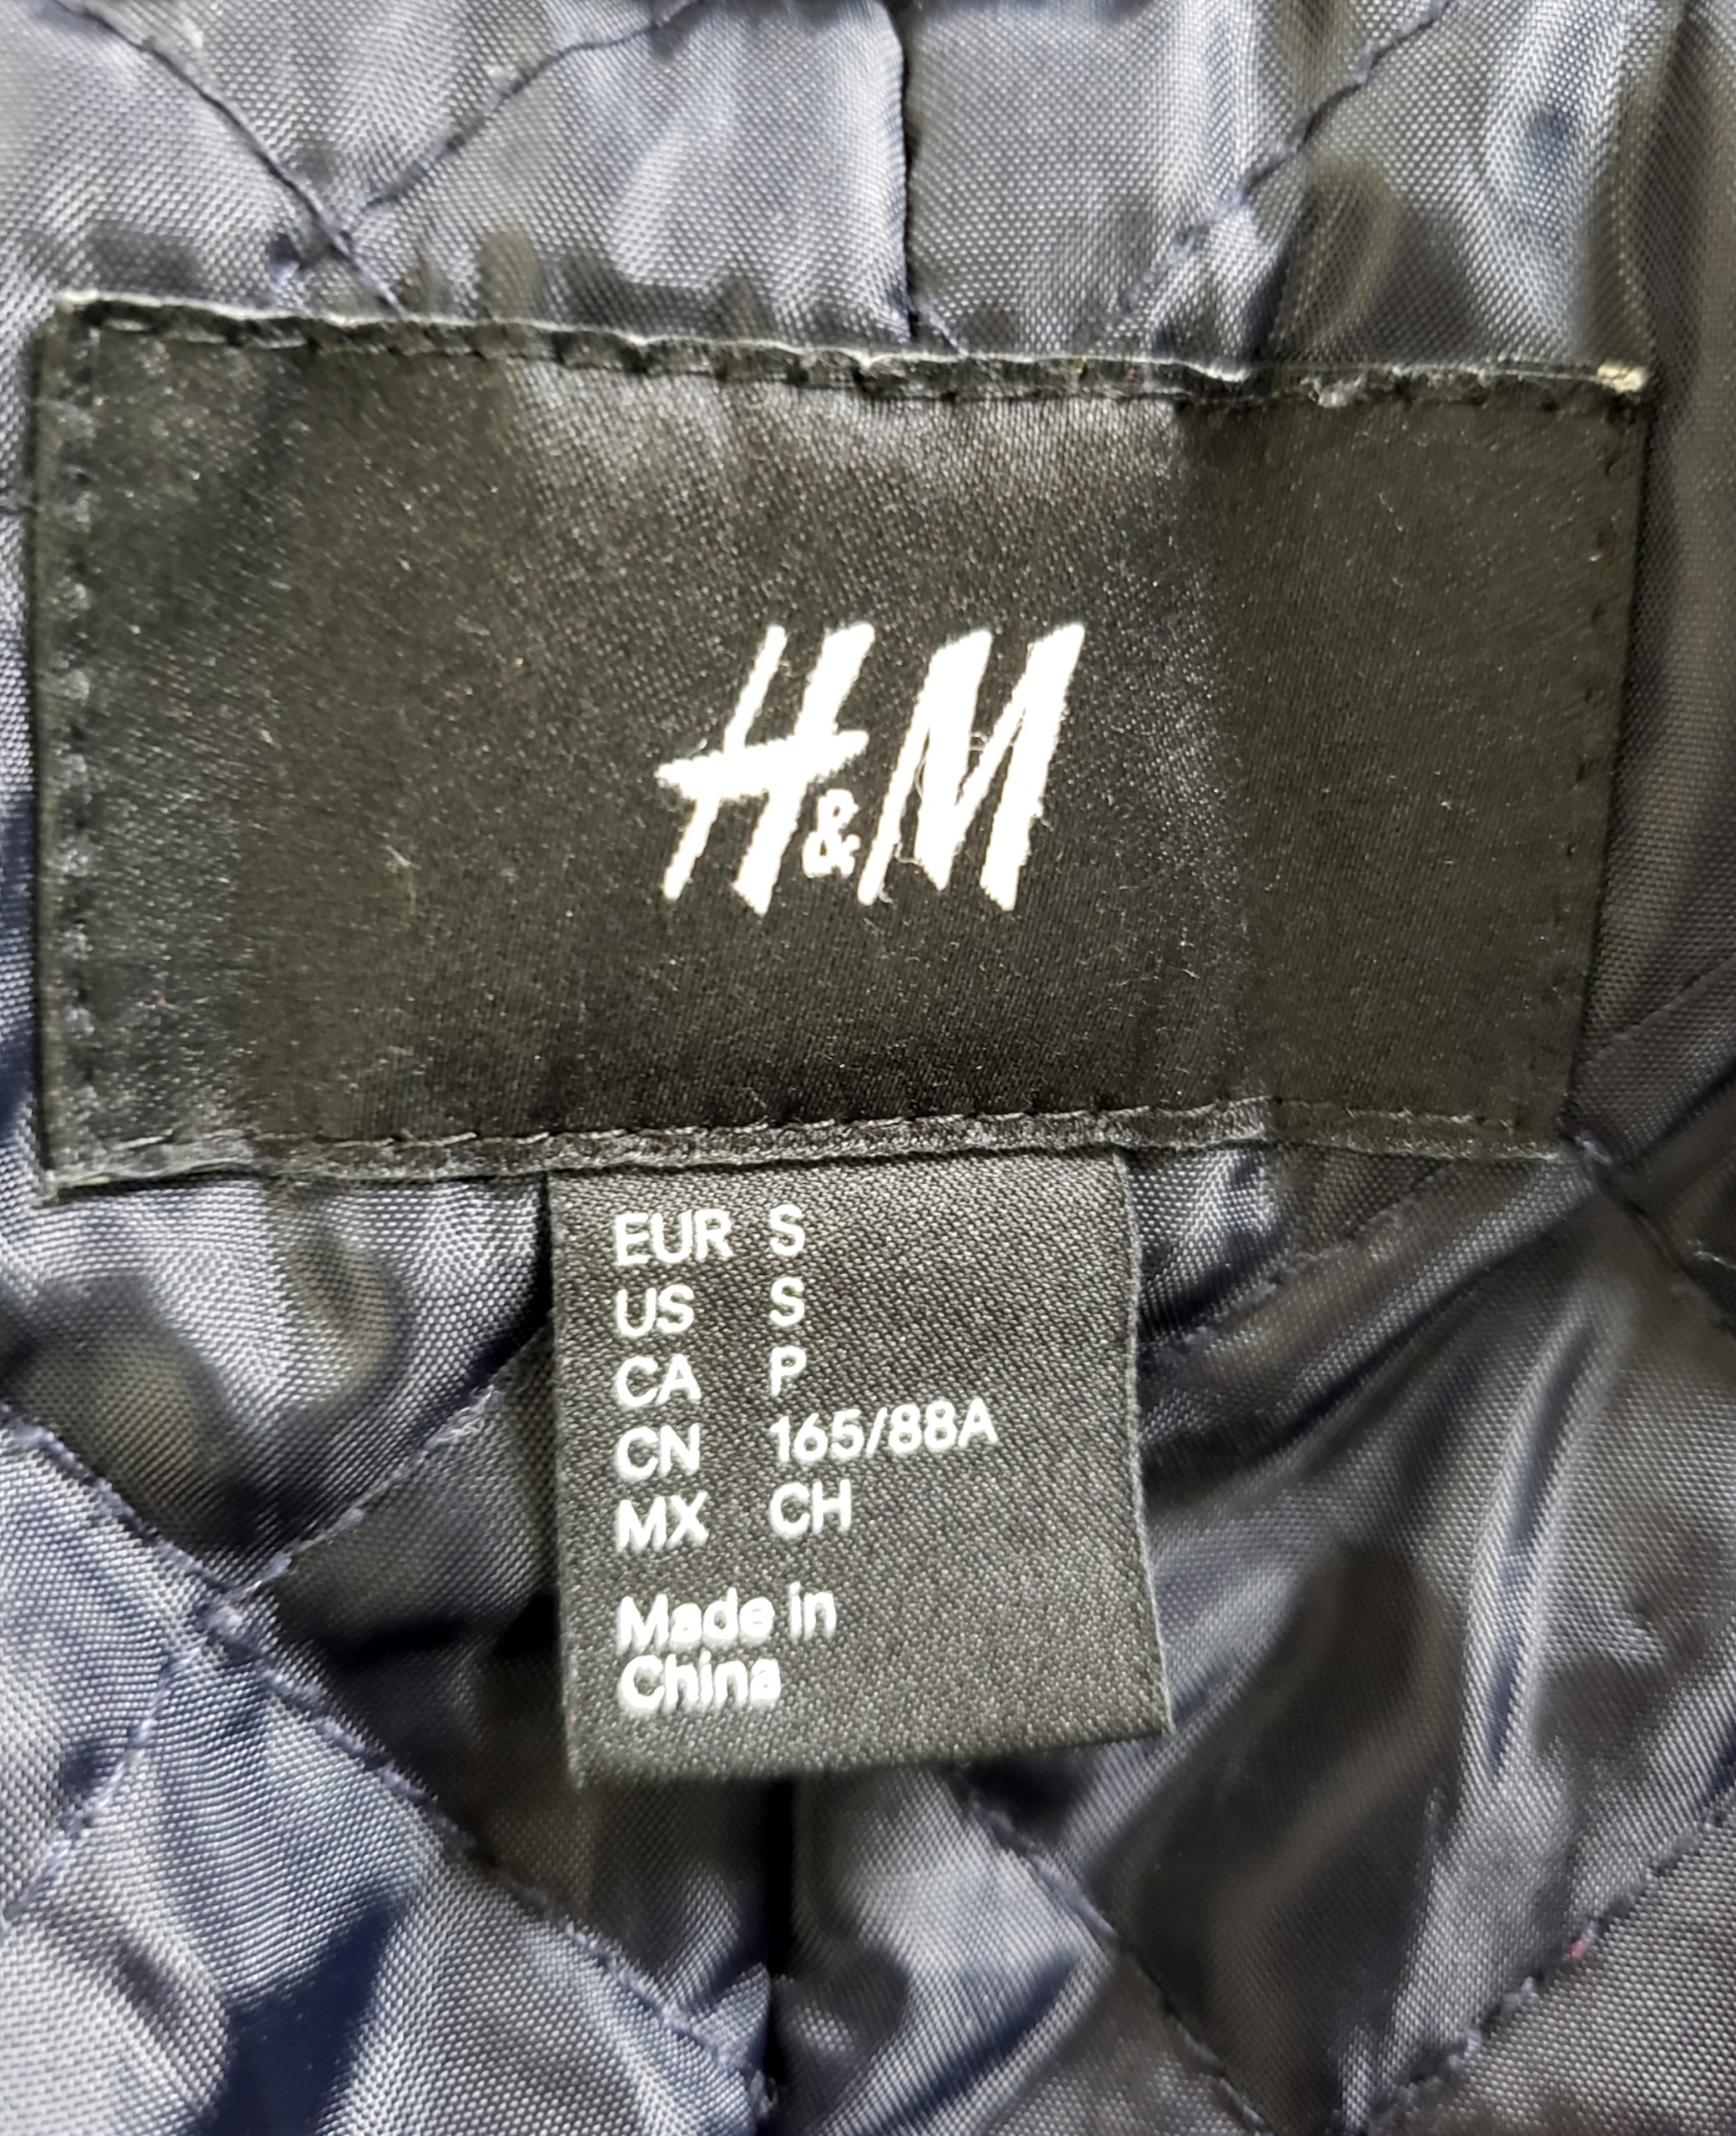 H&M
EUR S
US S
CA P
CN 165/88A
MX CH
Made in
China